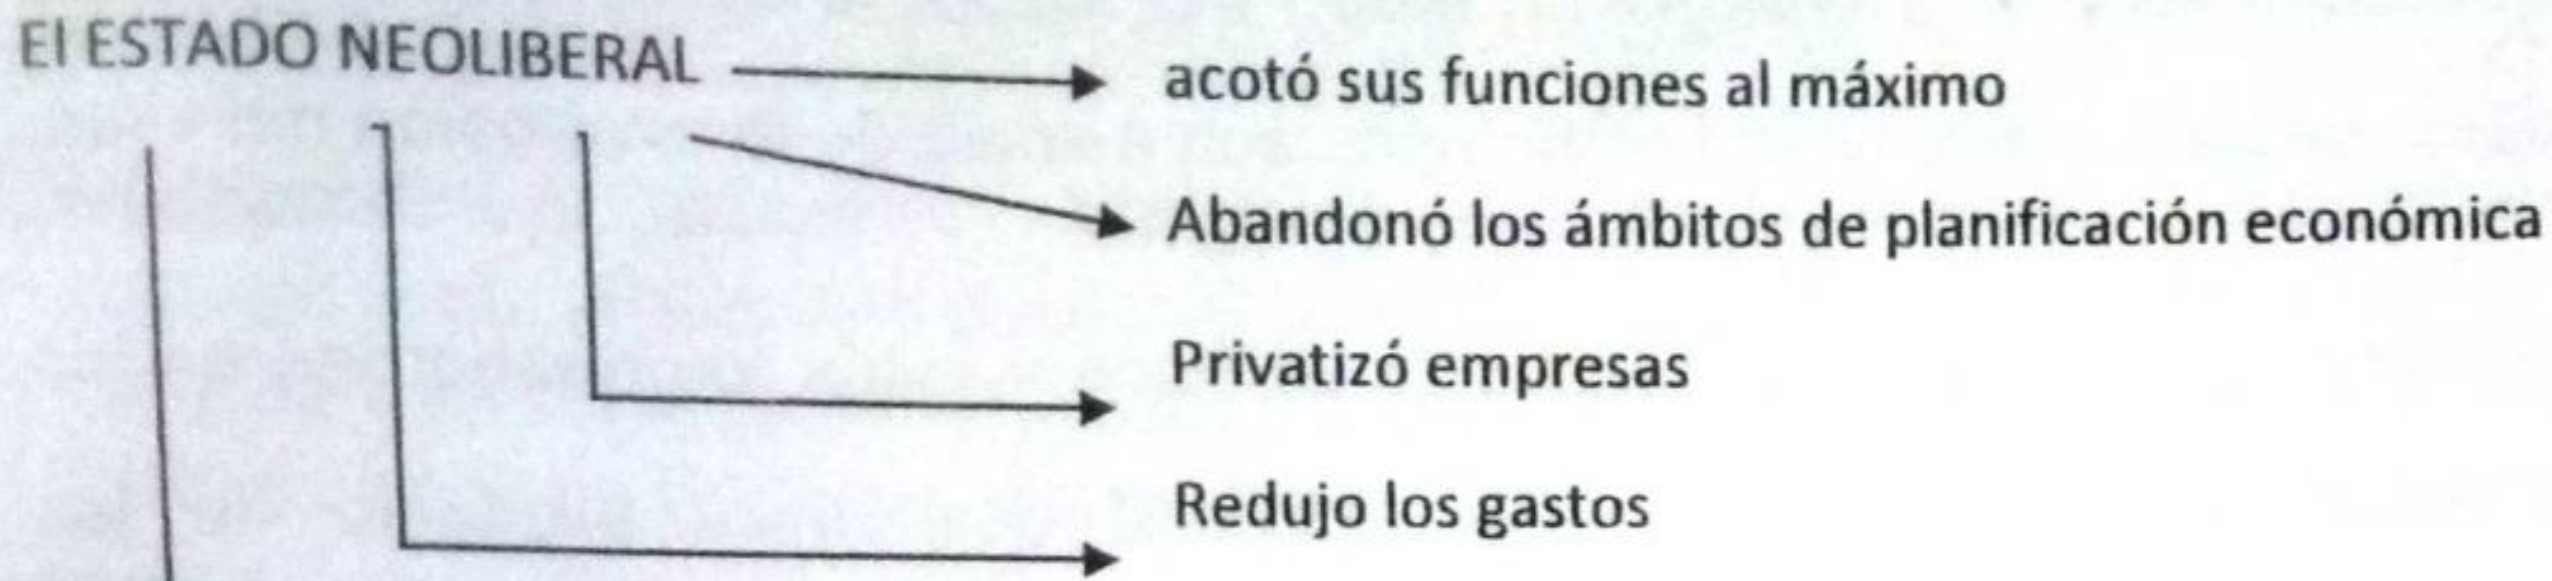 El ESTADO NEOLIBERAL
acotó sus funciones al máximo
Abandonó los ámbitos de planificación económica
Privatizó empresas
Redujo los gastos